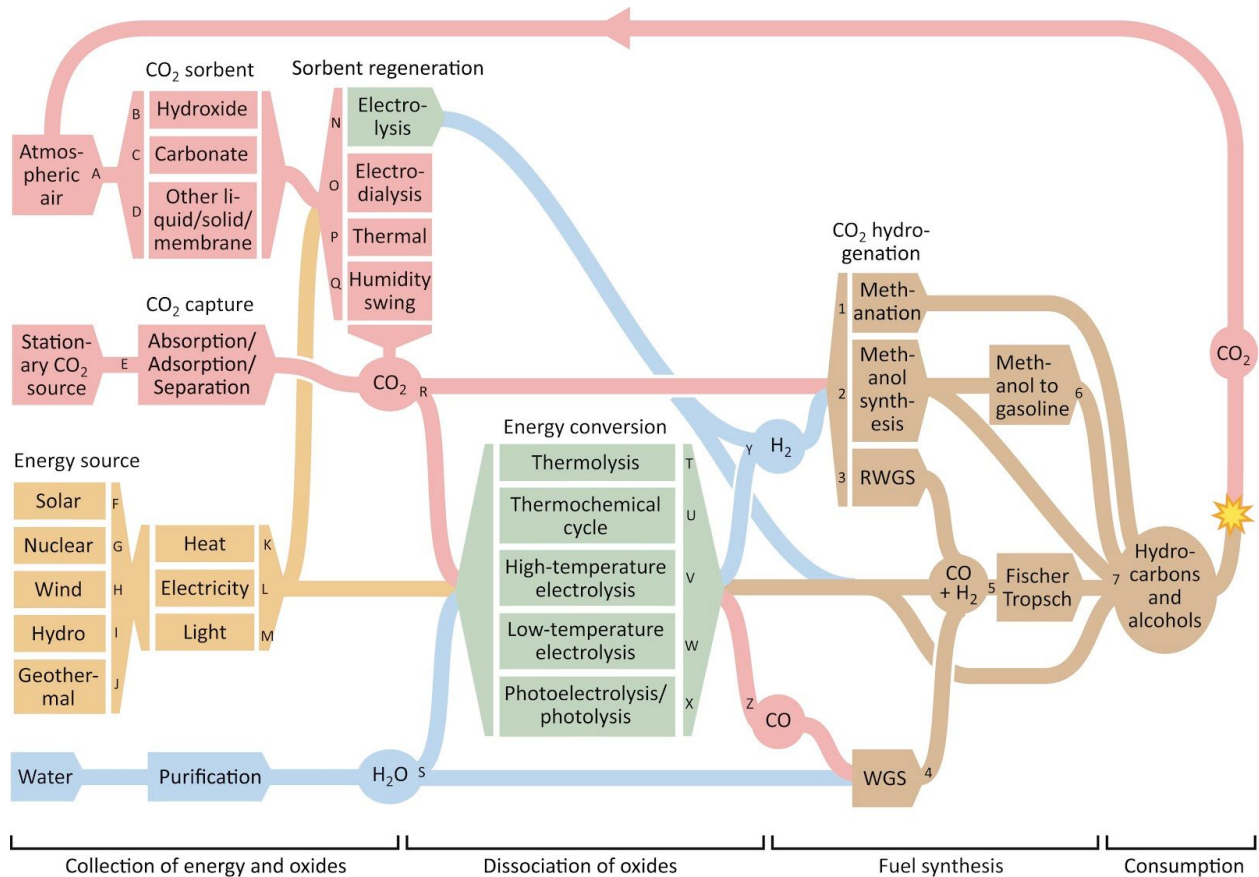 CO₂ sorbent
Sorbent regeneration
Atmos-
pheric
air
A
B
Hydroxide
C
Carbonate
D
Other li-
quid/solid/
membrane
N
Electro-
lysis
O
Electro-
dialysis
P
Thermal
Q
Humidity
swing
CO₂ capture
Station-
ary CO₂
source
E
Absorption/
Adsorption/
Separation
CO₂
R
Energy source
Solar
F
Nuclear
G
Wind
H
Hydro
I
Geother-
mal
J
Heat
K
Electricity
L
Light
M
Water
Purification
H₂O
S
Energy conversion
Thermolysis
T
Thermochemical
cycle
U
High-temperature
electrolysis
V
Low-temperature
electrolysis
W
Photoelectrolysis/
photolysis
X
Y
H₂
Z
CO
CO₂ hydro-
genation
1
Meth-
anation
2
Meth-
anol
synth-
esis
3
RWGS
Meth-
anol to
gasoline
6
CO
+ H₂
5
Fischer
Tropsch
WGS
4
7
Hydro-
carbons
and
alcohols
CO₂
Collection of energy and oxides
Dissociation of oxides
Fuel synthesis
Consumption